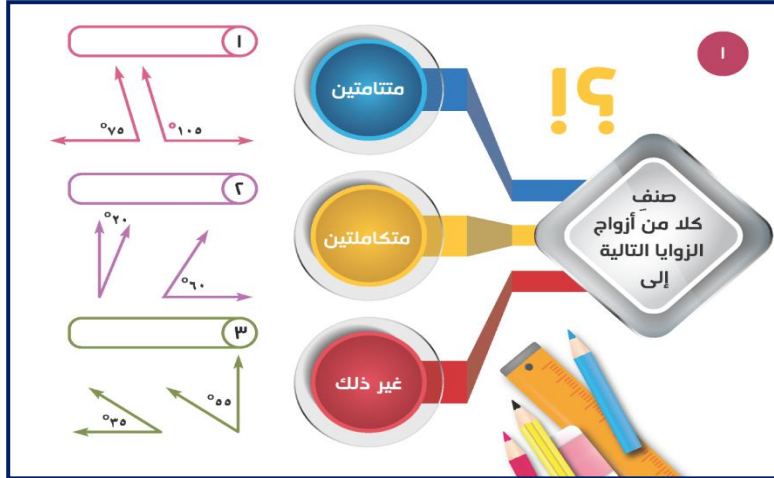 ١
؟!
صنف
كلا من أزواج
الزوايا التالية
إلى
متتامتين
متكاملتين
غير ذلك
١
°١٠٥
°٧٥
٢
°٦٠
°٢٠
٣
°٥٥
°٣٥